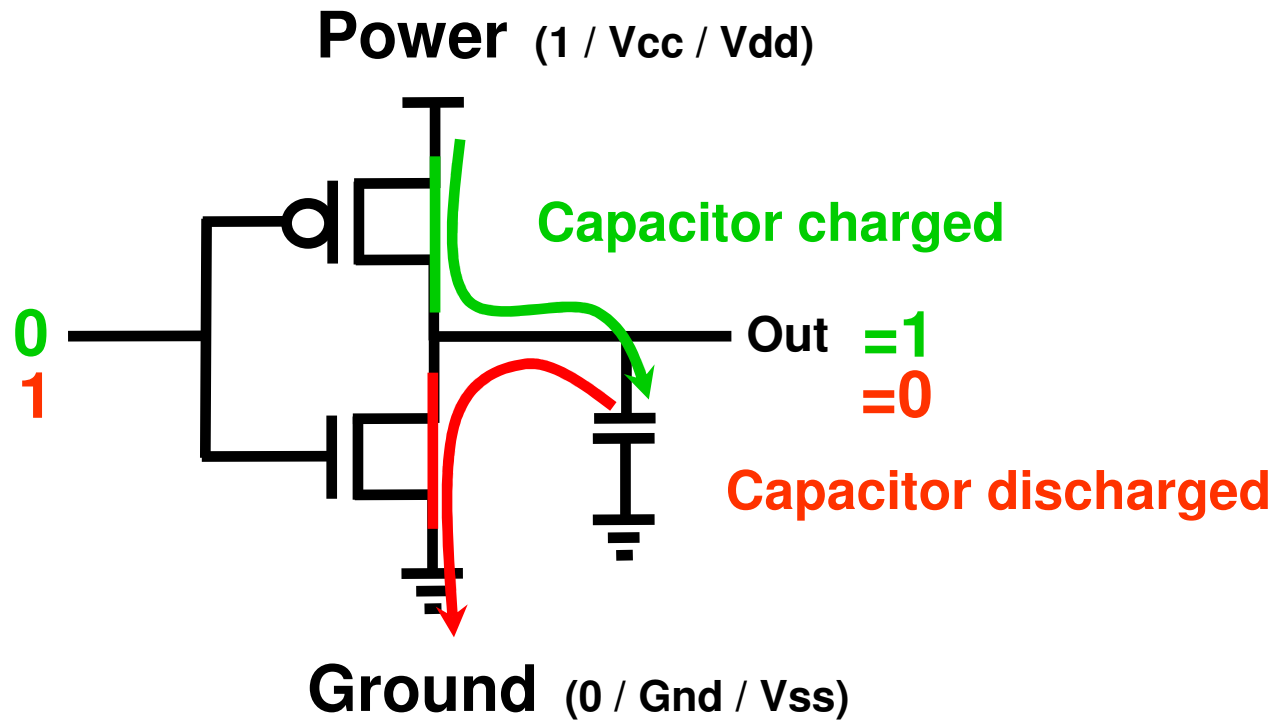 Power (1 / Vcc / Vdd)
Capacitor charged
0
1
Out =1
=0
Capacitor discharged
Ground (0 / Gnd / Vss)